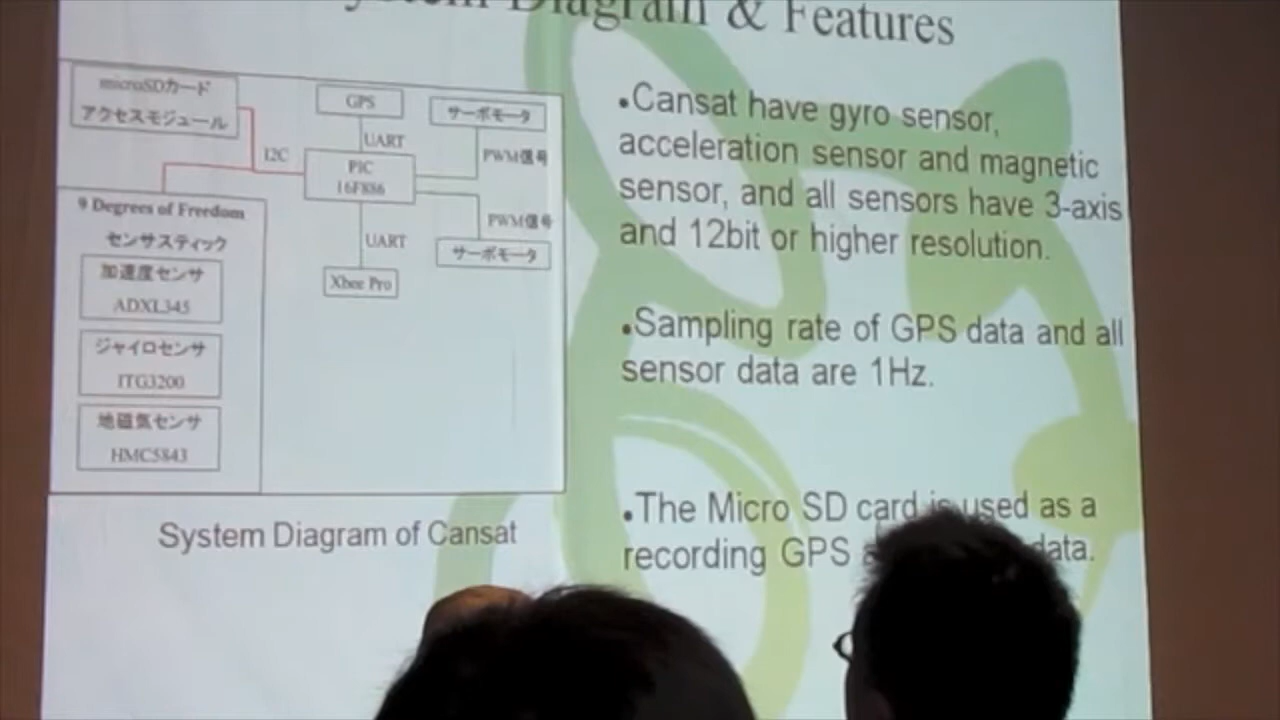 System Diagram & Features
microSDカード
アクセスモジュール
GPS
サーボモータ
UART
PWM信号
I2C
PIC
16F886
9 Degrees of Freedom
センサスティック
PWM信号
UART
サーボモータ
Xbee Pro
加速度センサ
ADXL345
ジャイロセンサ
ITG3200
地磁気センサ
HMC5843
System Diagram of Cansat
•Cansat have gyro sensor,
acceleration sensor and magnetic
sensor, and all sensors have 3-axis
and 12bit or higher resolution.
•Sampling rate of GPS data and all
sensor data are 1Hz.
•The Micro SD card is used as a
recording GPS data.